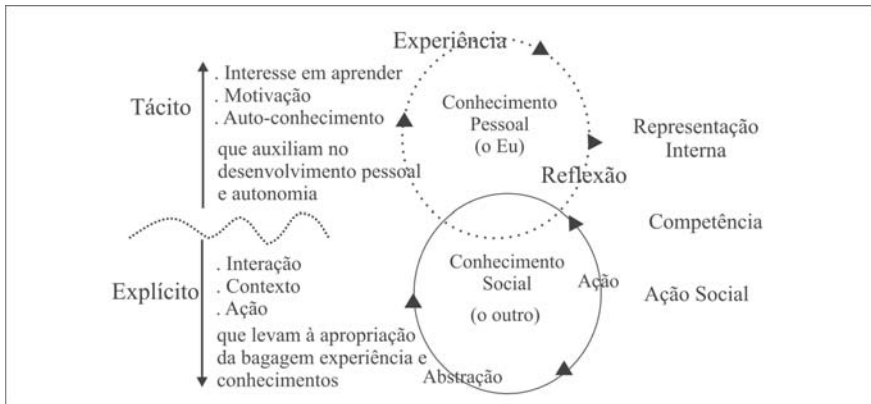 Experiência
Tácito
. Interesse em aprender
. Motivação
. Auto-conhecimento
que auxiliam no
desenvolvimento pessoal
e autonomia
Conhecimento
Pessoal
(o Eu)
Reflexão
Representação
Interna
Competência
Explícito
. Interação
. Contexto
. Ação
que levam à apropriação
da bagagem experiência e
conhecimentos
Conhecimento
Social
(o outro)
Ação
Abstração
Ação Social